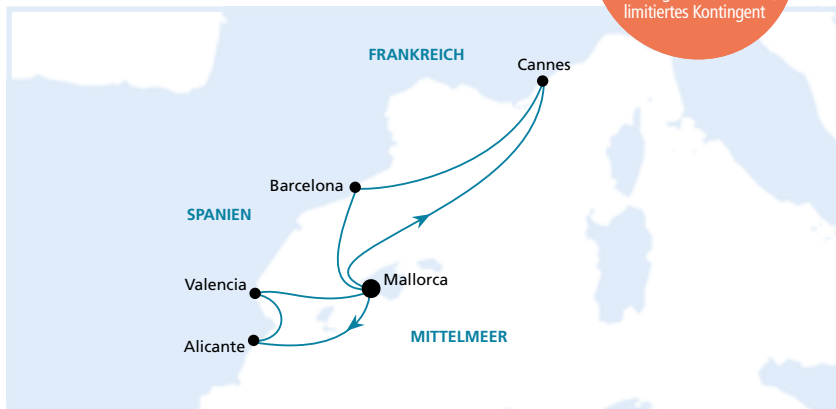 limitiertes Kontingent
FRANKREICH
Cannes
Barcelona
SPANIEN
Valencia
Mallorca
MITTELMEER
Alicante